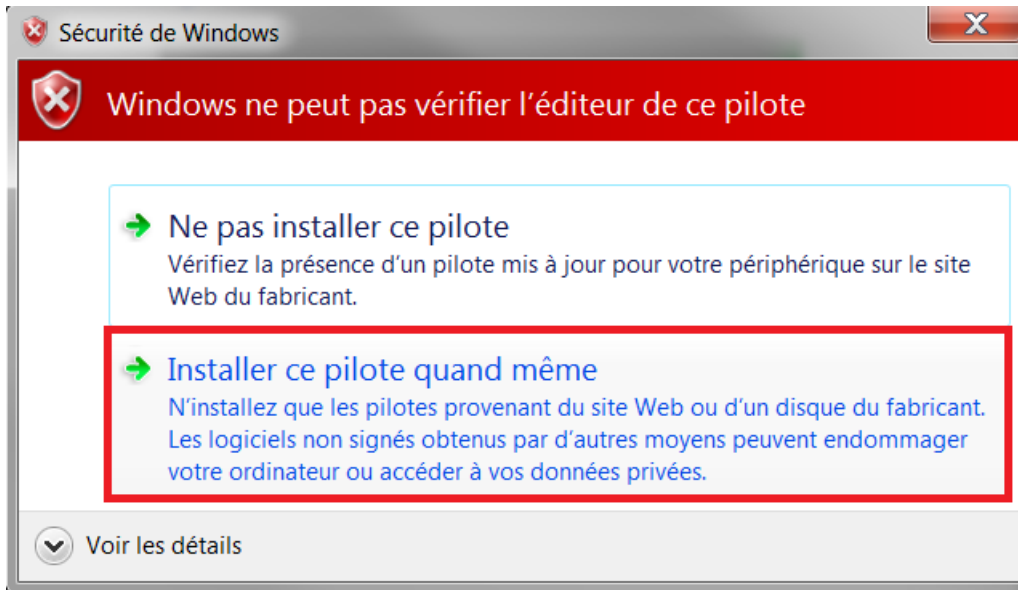 Sécurité de Windows
Windows ne peut pas vérifier l'éditeur de ce pilote
Ne pas installer ce pilote
Vérifiez la présence d'un pilote mis à jour pour votre périphérique sur le site
Web du fabricant.
Installer ce pilote quand même
N'installez que les pilotes provenant du site Web ou d'un disque du fabricant.
Les logiciels non signés obtenus par d'autres moyens peuvent endommager
votre ordinateur ou accéder à vos données privées.
Voir les détails